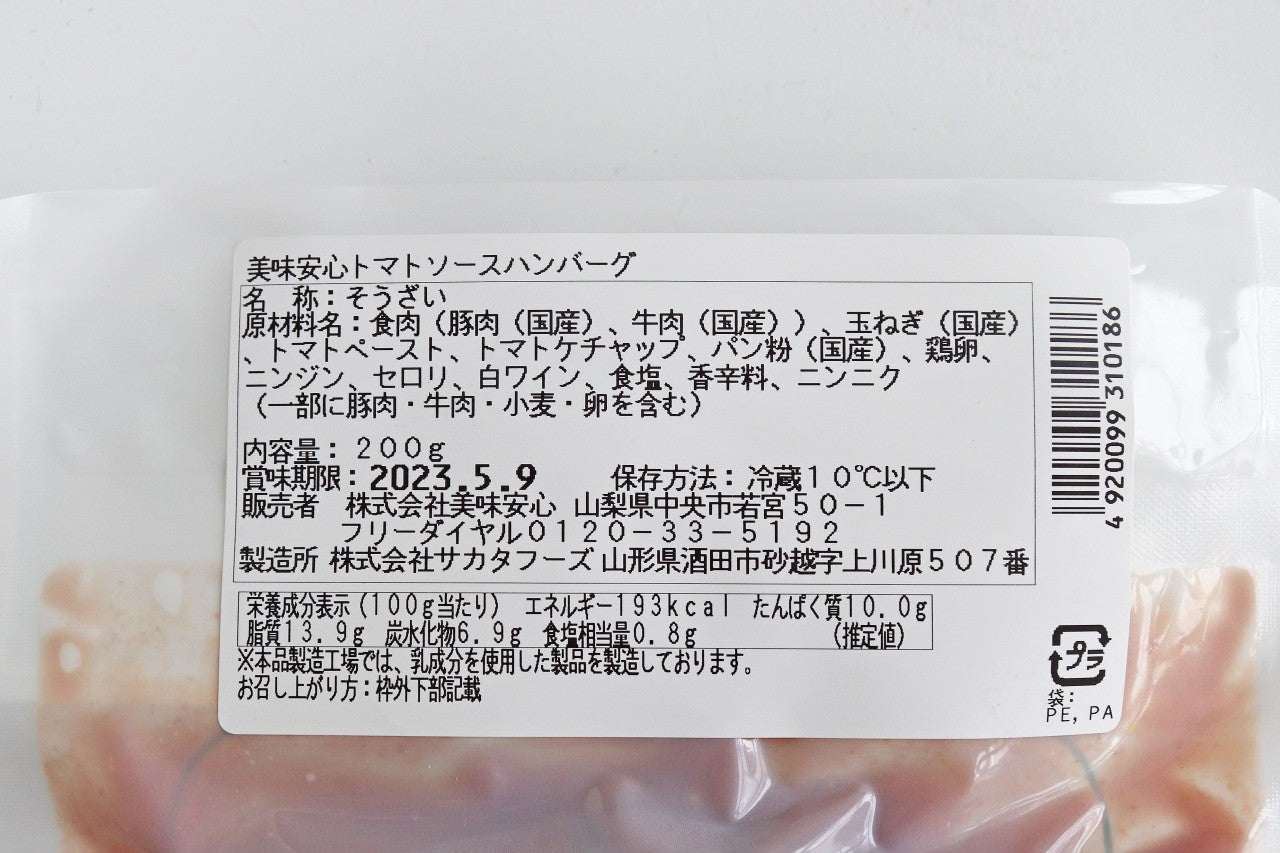 美味安心トマトソースハンバーグ
名　称：そうざい
原材料名：食肉（豚肉（国産）、牛肉（国産））、玉ねぎ（国産）
、トマトペースト、トマトケチャップ、パン粉（国産）、鶏卵、
ニンジン、セロリ、白ワイン、食塩、香辛料、ニンニク
（一部に豚肉・牛肉・小麦・卵を含む）
内容量：２００ｇ
賞味期限：2023.5.9　保存方法：冷蔵１０℃以下
販売者　株式会社美味安心　山梨県中央市若宮５０－１
フリーダイヤル０１２０－３３－５１９２
製造所 株式会社サカタフーズ 山形県酒田市砂越字上川原５０７番
栄養成分表示（100g当たり）　エネルギー193kcal　たんぱく質10.0g
脂質13.9g　炭水化物6.9g　食塩相当量0.8g　（推定値）
※本品製造工場では、乳成分を使用した製品を製造しております。
お召し上がり方：枠外下部記載
4 920099 310186
プラ
袋：
PE, PA